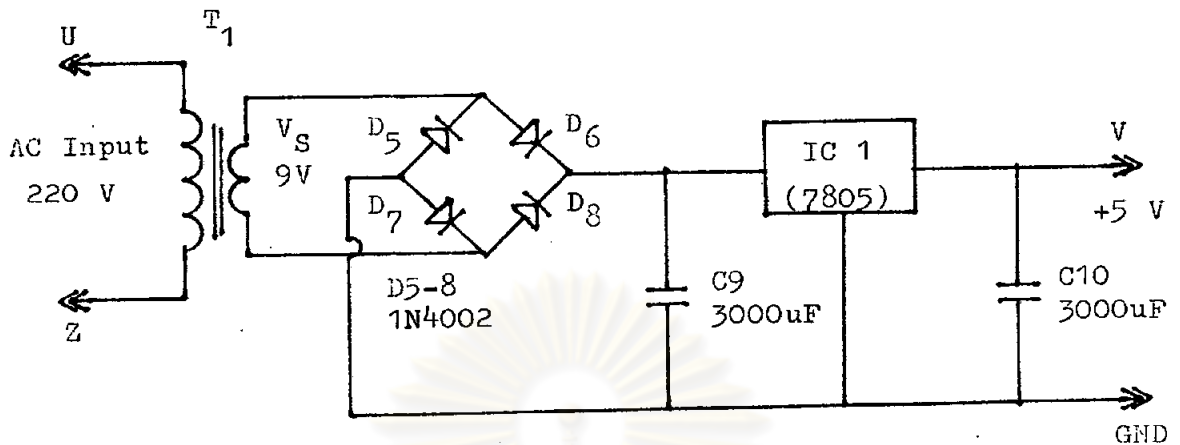 T1
U
AC Input
220 V
Z
VS
9V
D5
D6
D7
D8
D5-8
1N4002
IC 1
(7805)
C9
3000uF
V
+5 V
C10
3000uF
GND